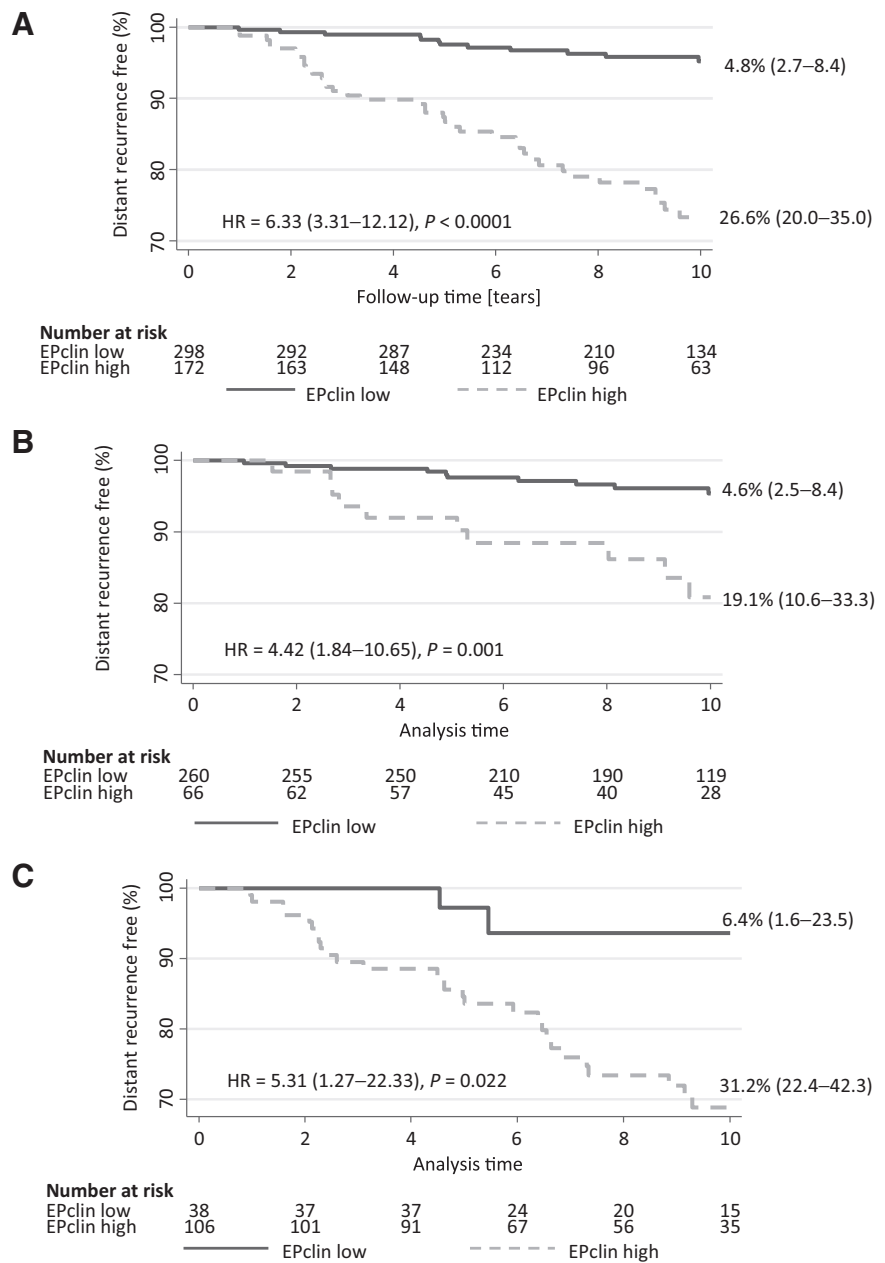 A
Distant recurrence free (%)
100
90
80
70
4.8% (2.7–8.4)
26.6% (20.0–35.0)
HR = 6.33 (3.31–12.12), P < 0.0001
0 2 4 6 8 10
Follow-up time [tears]
Number at risk
EPclin low 298 292 287 234 210 134
EPclin high 172 163 148 112 96 63
EPclin low EPclin high
B
Distant recurrence free (%)
100
90
80
70
4.6% (2.5–8.4)
19.1% (10.6–33.3)
HR = 4.42 (1.84–10.65), P = 0.001
0 2 4 6 8 10
Analysis time
Number at risk
EPclin low 260 255 250 210 190 119
EPclin high 66 62 57 45 40 28
EPclin low EPclin high
C
Distant recurrence free (%)
100
90
80
70
6.4% (1.6–23.5)
31.2% (22.4–42.3)
HR = 5.31 (1.27–22.33), P = 0.022
0 2 4 6 8 10
Analysis time
Number at risk
EPclin low 38 37 37 24 20 15
EPclin high 106 101 91 67 56 35
EPclin low EPclin high